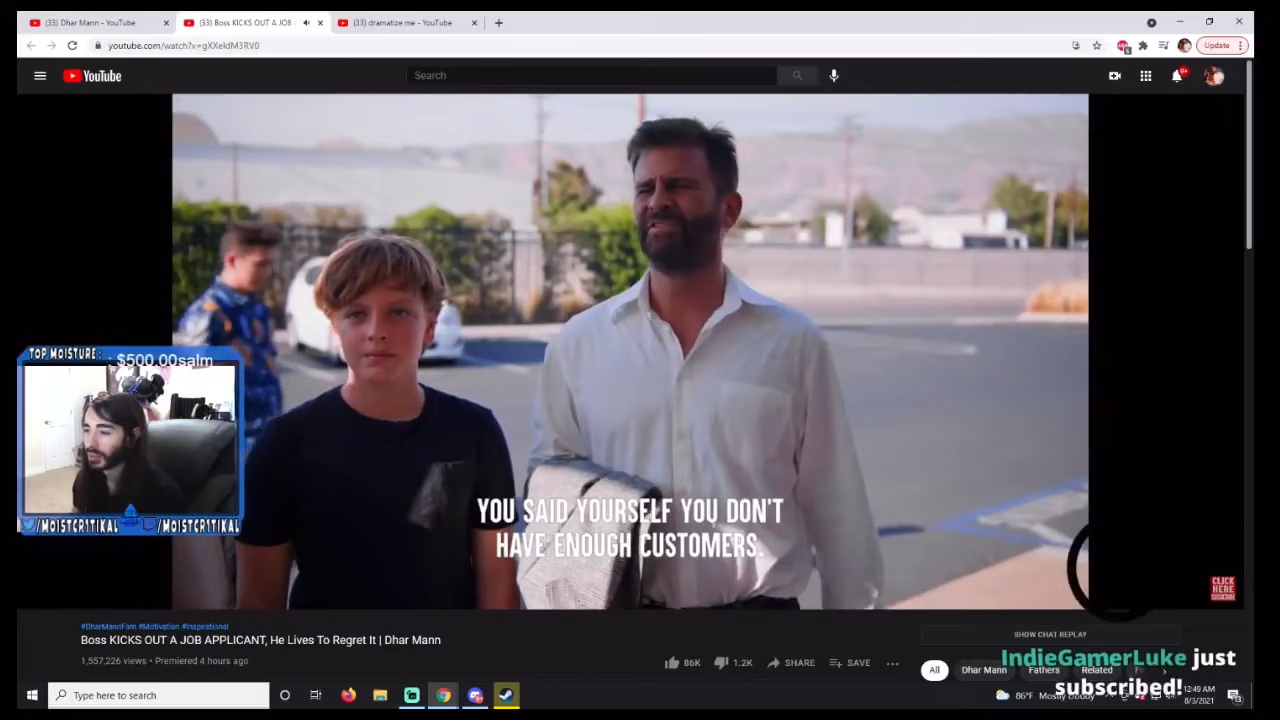 (33) Dhar Mann - YouTube
(33) Boss KICKS OUT A JOB
(33) dramatize me - YouTube
youtube.com/watch?v=gXXeIdM3RV0
Update
YouTube
Search
9+
TOP MOISTURE:
$500.00salm
/MOISTCR1TIKAL
/MOISTCR1TIKAL
YOU SAID YOURSELF YOU DON'T
HAVE ENOUGH CUSTOMERS.
CLICK
HERE
SUBSCRIBE
#DharMannFam #Motivation #Inspirational
Boss KICKS OUT A JOB APPLICANT, He Lives To Regret It | Dhar Mann
1,557,226 views • Premiered 4 hours ago
86K
1.2K
SHARE
SAVE
SHOW CHAT REPLAY
All
Dhar Mann
Fathers
Related
IndieGamerLuke just
subscribed!
Type here to search
86°F Mostly cloudy
12:49 AM
8/3/2021